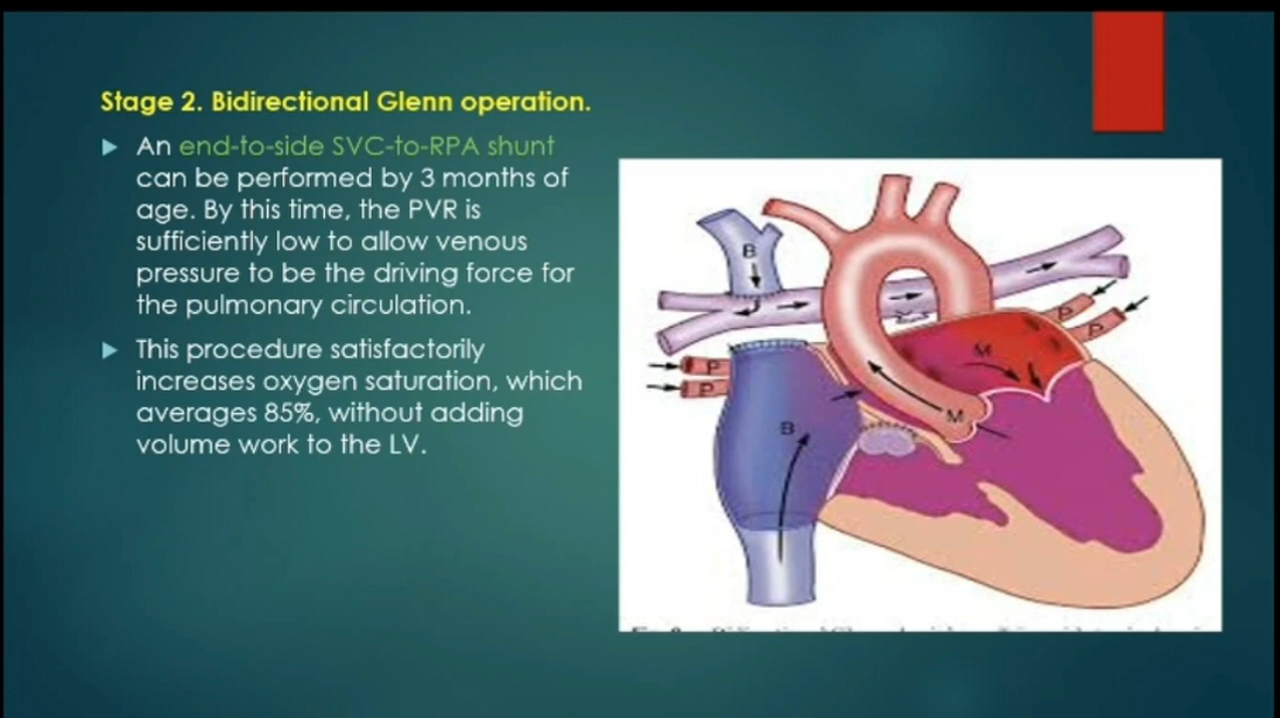 Stage 2. Bidirectional Glenn operation.
An end-to-side SVC-to-RPA shunt
can be performed by 3 months of
age. By this time, the PVR is
sufficiently low to allow venous
pressure to be the driving force for
the pulmonary circulation.
This procedure satisfactorily
increases oxygen saturation, which
averages 85%, without adding
volume work to the LV.
B
P
P
P
P
M
M
B